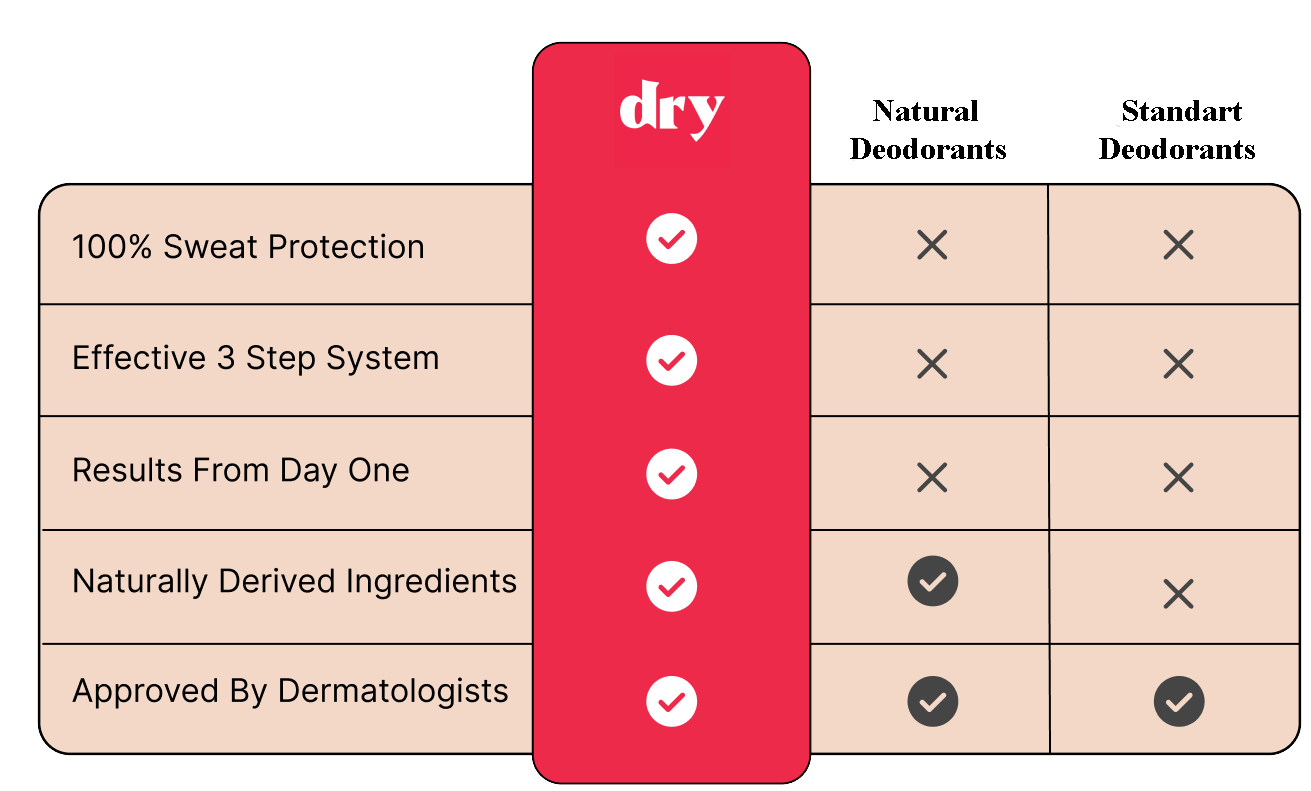 dry
Natural
Deodorants
Standart
Deodorants
100% Sweat Protection
Effective 3 Step System
Results From Day One
Naturally Derived Ingredients
Approved By Dermatologists